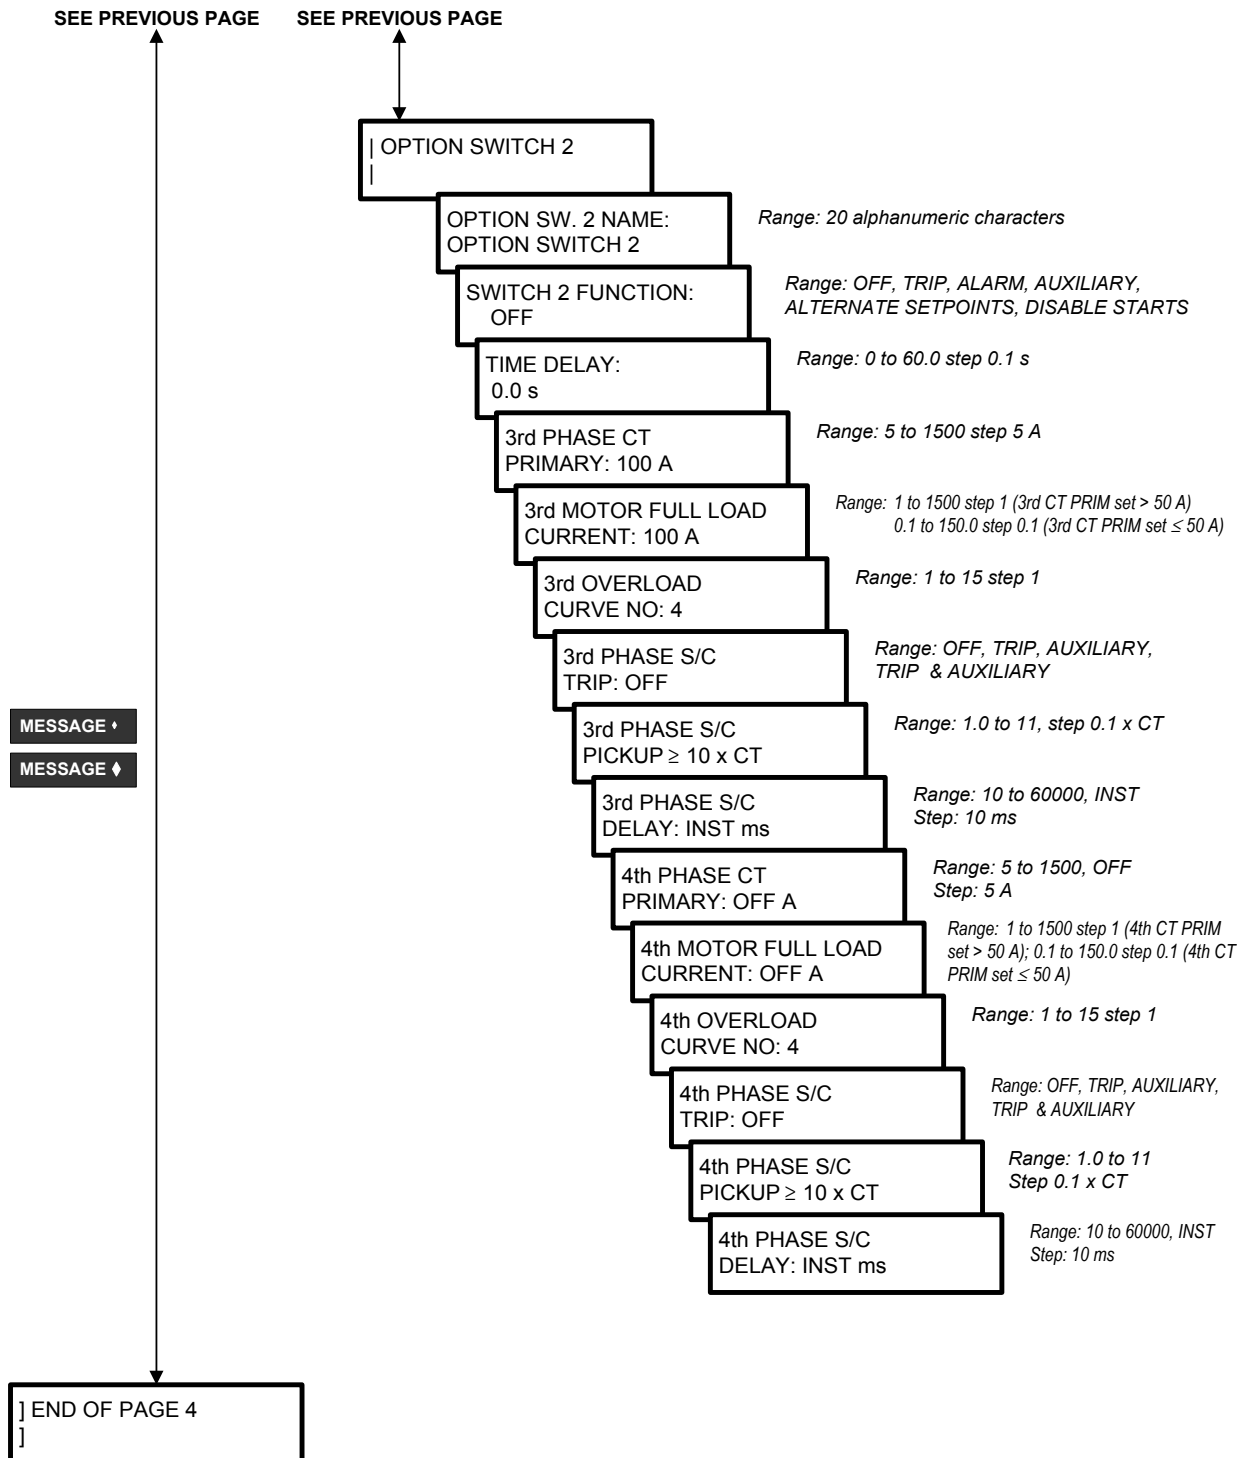 SEE PREVIOUS PAGE SEE PREVIOUS PAGE
| OPTION SWITCH 2
|
OPTION SW. 2 NAME:
OPTION SWITCH 2
Range: 20 alphanumeric characters
SWITCH 2 FUNCTION:
OFF
Range: OFF, TRIP, ALARM, AUXILIARY,
ALTERNATE SETPOINTS, DISABLE STARTS
TIME DELAY:
0.0 s
Range: 0 to 60.0 step 0.1 s
3rd PHASE CT
PRIMARY: 100 A
Range: 5 to 1500 step 5 A
3rd MOTOR FULL LOAD
CURRENT: 100 A
Range: 1 to 1500 step 1 (3rd CT PRIM set > 50 A)
0.1 to 150.0 step 0.1 (3rd CT PRIM set ≤ 50 A)
3rd OVERLOAD
CURVE NO: 4
Range: 1 to 15 step 1
3rd PHASE S/C
TRIP: OFF
Range: OFF, TRIP, AUXILIARY,
TRIP & AUXILIARY
MESSAGE ♦
MESSAGE ♦
3rd PHASE S/C
PICKUP ≥ 10 x CT
Range: 1.0 to 11, step 0.1 x CT
3rd PHASE S/C
DELAY: INST ms
Range: 10 to 60000, INST
Step: 10 ms
4th PHASE CT
PRIMARY: OFF A
Range: 5 to 1500, OFF
Step: 5 A
4th MOTOR FULL LOAD
CURRENT: OFF A
Range: 1 to 1500 step 1 (4th CT PRIM
set > 50 A); 0.1 to 150.0 step 0.1 (4th CT
PRIM set ≤ 50 A)
4th OVERLOAD
CURVE NO: 4
Range: 1 to 15 step 1
4th PHASE S/C
TRIP: OFF
Range: OFF, TRIP, AUXILIARY,
TRIP & AUXILIARY
4th PHASE S/C
PICKUP ≥ 10 x CT
Range: 1.0 to 11
Step 0.1 x CT
4th PHASE S/C
DELAY: INST ms
Range: 10 to 60000, INST
Step: 10 ms
] END OF PAGE 4
]